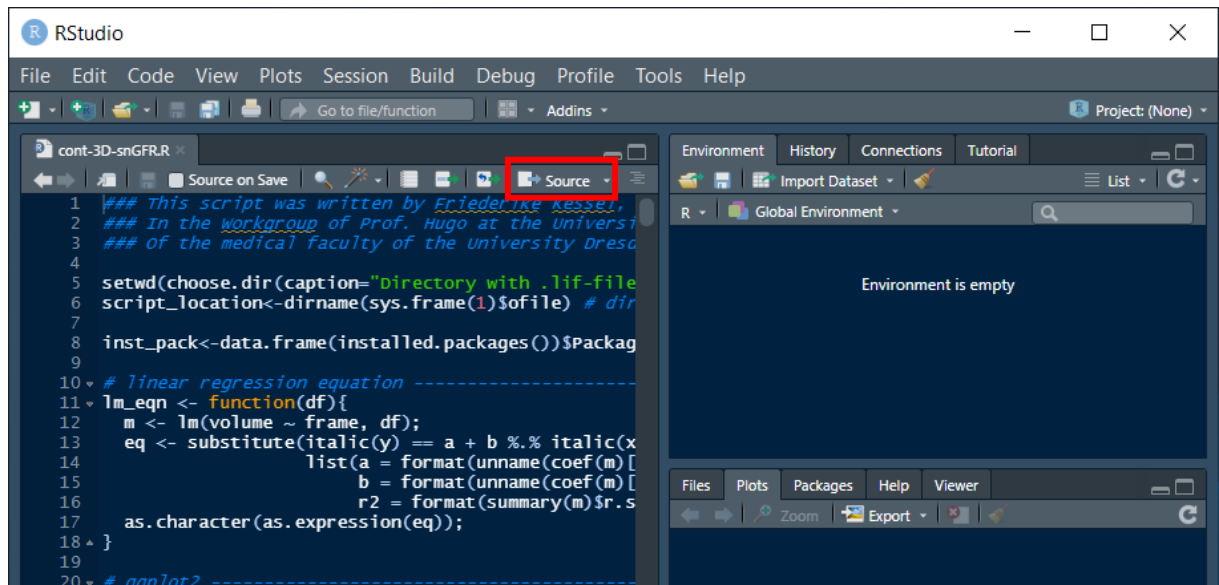 RStudio
File Edit Code View Plots Session Build Debug Profile Tools Help
Go to file/function Addins Project: (None)
cont-3D-snGFR.R
Source on Save Source
1 ### This script was written by Friederike Kessel,
2 ### In the Workgroup of Prof. Hugo at the Universi
3 ### Of the medical faculty of the University Dresd
4
5 setwd(choose.dir(caption="Directory with .lif-file
6 script_location<-dirname(sys.frame(1)$ofile) # dir
7
8 inst_pack<-data.frame(installed.packages())$Packag
9
10 # linear regression equation ----------------------
11 lm_eqn <- function(df){
12 m <- lm(volume ~ frame, df);
13 eq <- substitute(italic(y) == a + b %.% italic(x
14 list(a = format(unname(coef(m)[
15 b = format(unname(coef(m)[
16 r2 = format(summary(m)$r.s
17 as.character(as.expression(eq));
18 }
19
20 # ggplot2 -----------------------------------------
Environment History Connections Tutorial
Import Dataset List
R Global Environment
Environment is empty
Files Plots Packages Help Viewer
Zoom Export